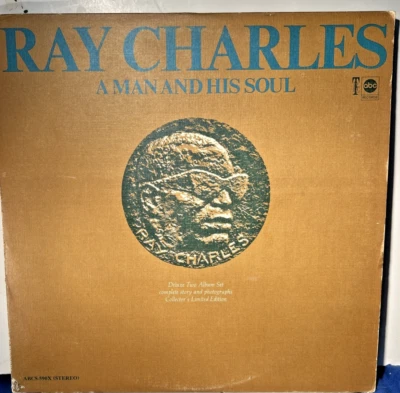 RAY CHARLES
A MAN AND HIS SOUL
T
abc
RAY CHARLES
Deluxe Two Album Set
complete story and photographs
Collector's Limited Edition
(STEREO)